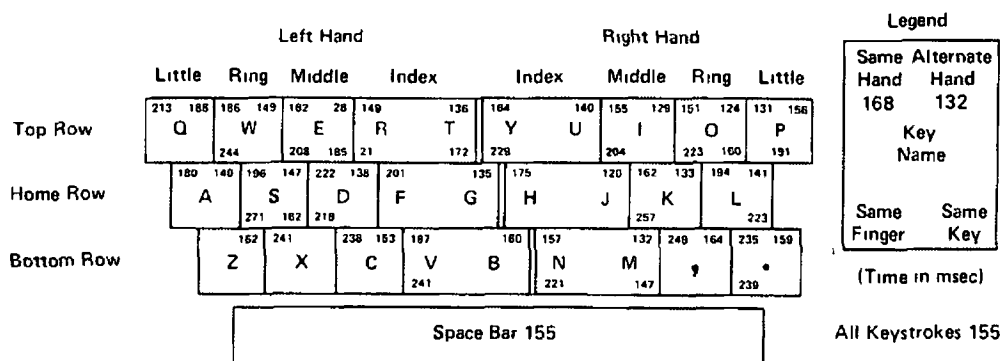 Left Hand Right Hand Legend
Little Ring Middle Index Index Middle Ring Little Same Alternate
Hand Hand
168 132
Key
Name
Same Same
Finger Key
(Time in msec)
All Keystrokes 155
Top Row
213 188 186 149 162 28 149 136 164 140 155 129 151 124 131 156
Q W E R T Y U I O P
244 208 185 21 172 229 204 223 160 191
Home Row
180 140 196 147 222 138 201 135 175 120 162 133 194 141
A S D F G H J K L
271 162 218 257 223
Bottom Row
162 241 238 153 187 160 157 132 249 164 235 159
Z X C V B N M , .
241 221 147 239
Space Bar 155